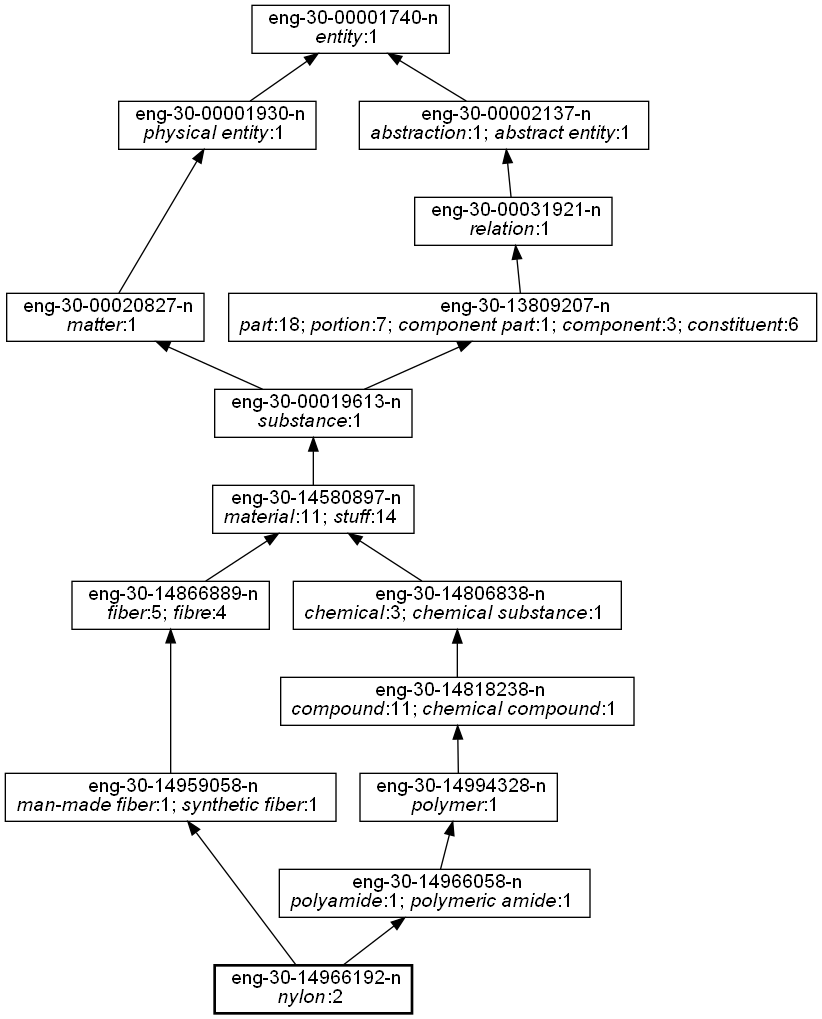 eng-30-00001740-n
entity:1
eng-30-00001930-n
physical entity:1
eng-30-00002137-n
abstraction:1; abstract entity:1
eng-30-00031921-n
relation:1
eng-30-00020827-n
matter:1
eng-30-13809207-n
part:18; portion:7; component part:1; component:3; constituent:6
eng-30-00019613-n
substance:1
eng-30-14580897-n
material:11; stuff:14
eng-30-14866889-n
fiber:5; fibre:4
eng-30-14806838-n
chemical:3; chemical substance:1
eng-30-14818238-n
compound:11; chemical compound:1
eng-30-14959058-n
man-made fiber:1; synthetic fiber:1
eng-30-14994328-n
polymer:1
eng-30-14966058-n
polyamide:1; polymeric amide:1
eng-30-14966192-n
nylon:2